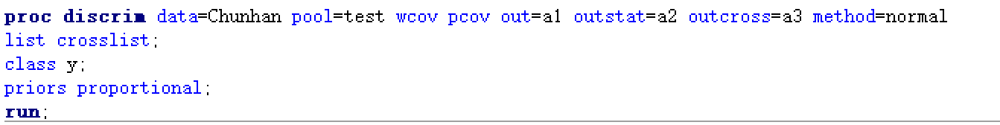 proc discrim data=Chunhan pool=test wcov pcov out=a1 outstat=a2 outcross=a3 method=normal
list crosslist;
class y;
priors proportional;
run;